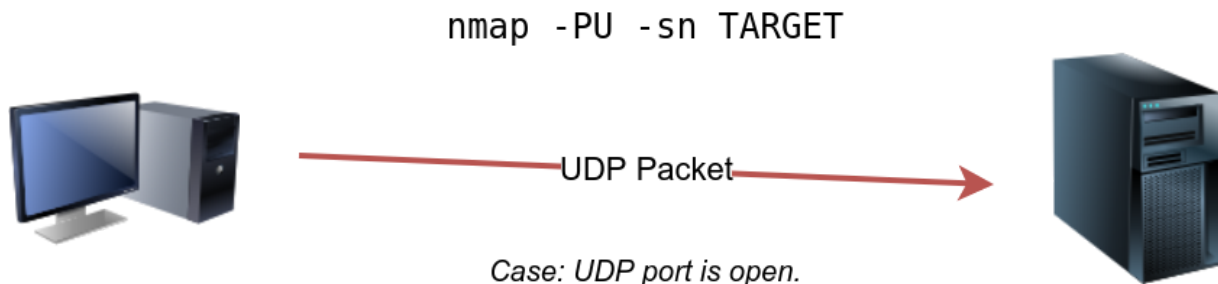 nmap -PU -sn TARGET
UDP Packet
Case: UDP port is open.